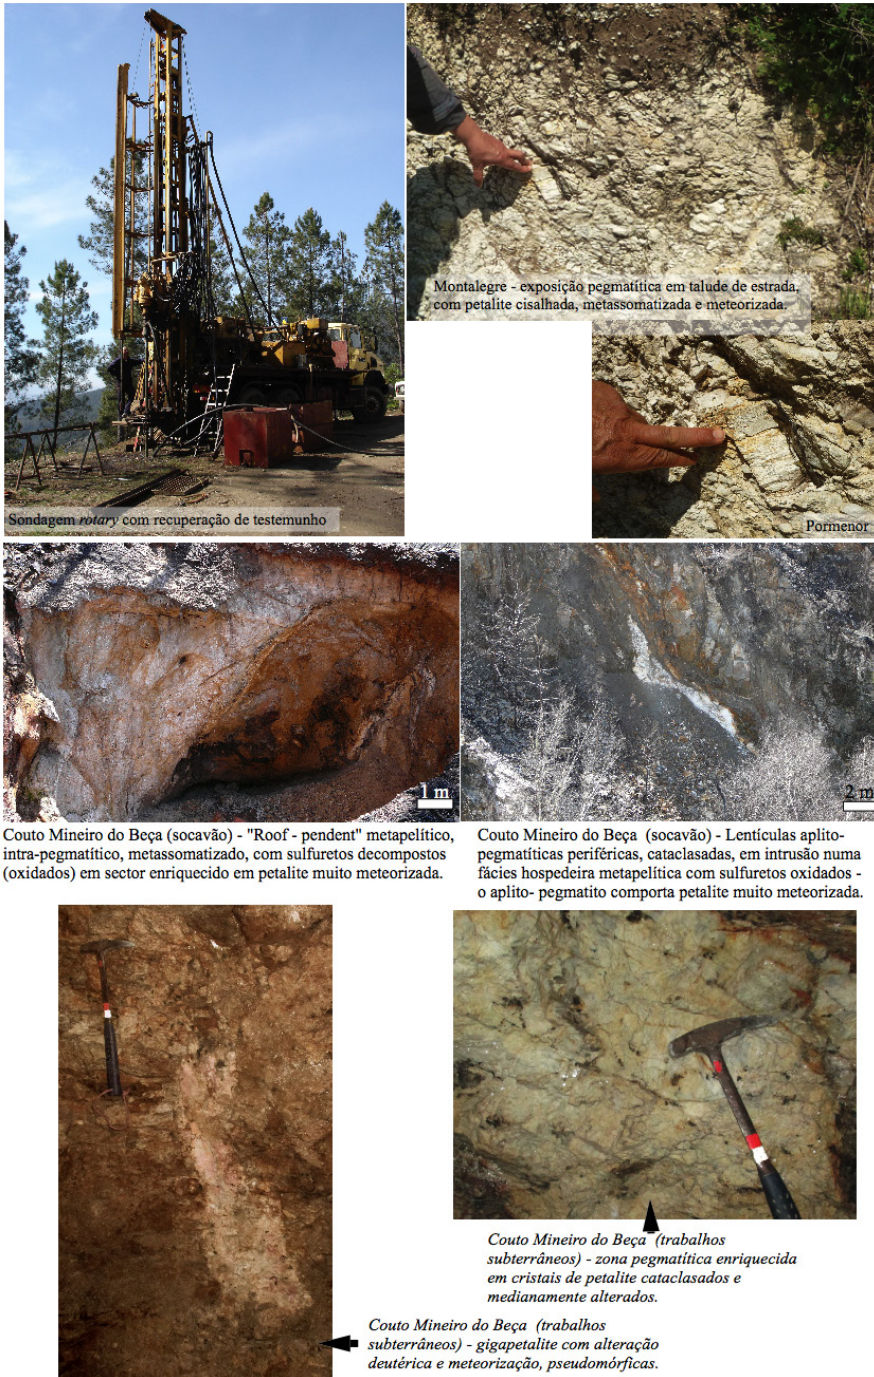 Montalegre - exposição pegmatítica em talude de estrada,
com petalite cisalhada, metassomatizada e meteorizada.
Sondagem rotary com recuperação de testemunho
Pormenor
1 m
2 m
Couto Mineiro do Beça (socavão) - "Roof - pendent" metapelítico,
intra-pegmatítico, metassomatizado, com sulfuretos decompostos
(oxidados) em sector enriquecido em petalite muito meteorizada.
Couto Mineiro do Beça (socavão) - Lentículas aplito-
pegmatíticas periféricas, cataclasadas, em intrusão numa
fácies hospedeira metapelítica com sulfuretos oxidados -
o aplito- pegmatito comporta petalite muito meteorizada.
Couto Mineiro do Beça (trabalhos
subterrâneos) - zona pegmatítica enriquecida
em cristais de petalite cataclasados e
medianamente alterados.
Couto Mineiro do Beça (trabalhos
subterrâneos) - gigapetalite com alteração
deutérica e meteorização, pseudomórficas.